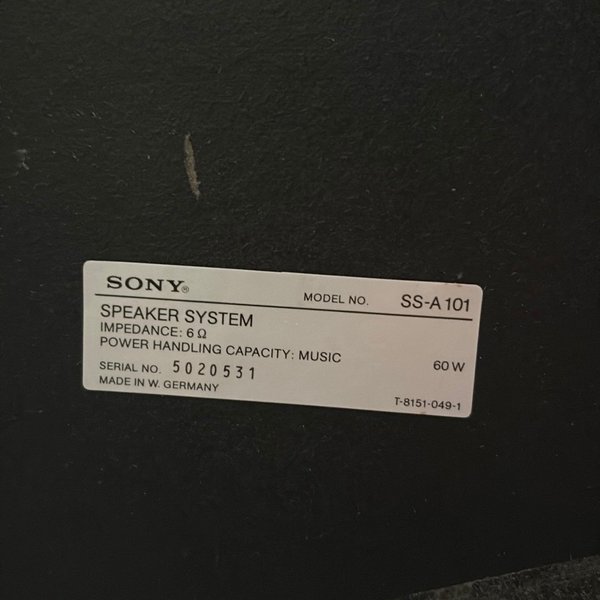 SONY®
MODEL NO. SS-A 101
SPEAKER SYSTEM
IMPEDANCE: 6 Ω
POWER HANDLING CAPACITY: MUSIC 60 W
SERIAL NO. 5020531
MADE IN W. GERMANY
T-8151-049-1